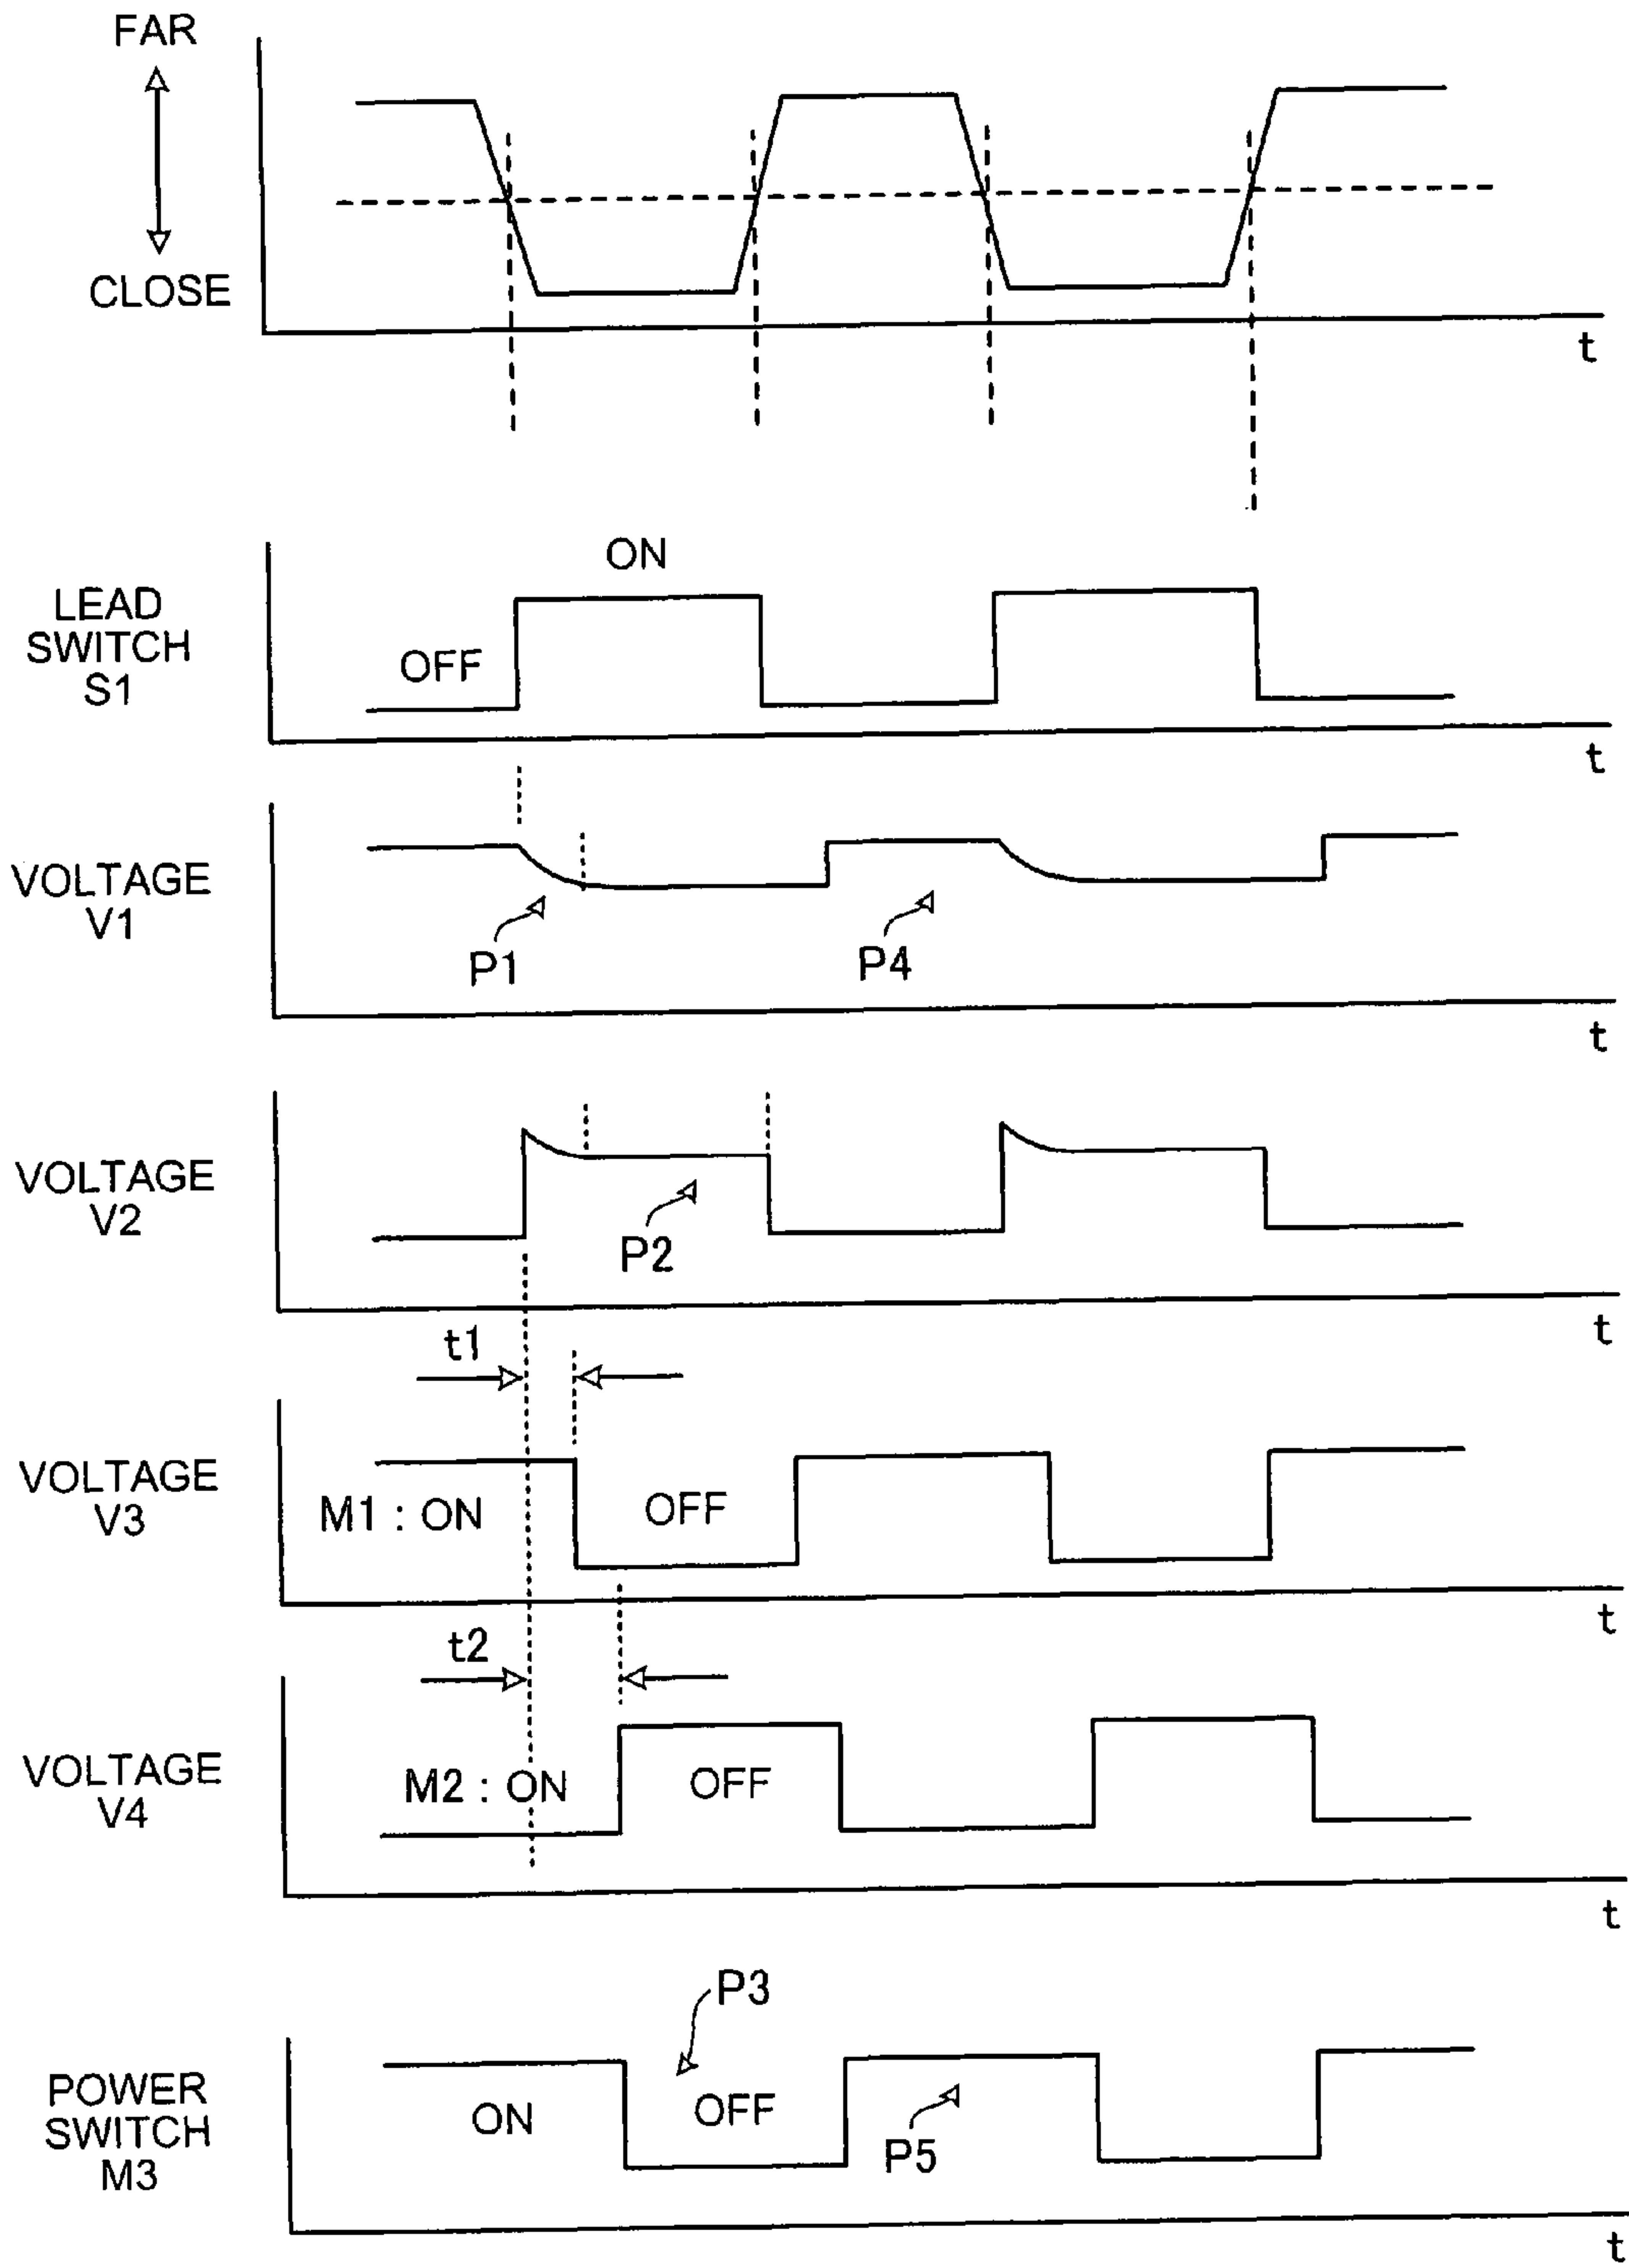 FAR
CLOSE
t
LEAD
SWITCH
S1
OFF
ON
t
VOLTAGE
V1
P1
P4
t
VOLTAGE
V2
P2
t
t1
VOLTAGE
V3
M1 : ON
OFF
t
t2
VOLTAGE
V4
M2 : ON
OFF
t
POWER
SWITCH
M3
ON
P3
OFF
P5
t